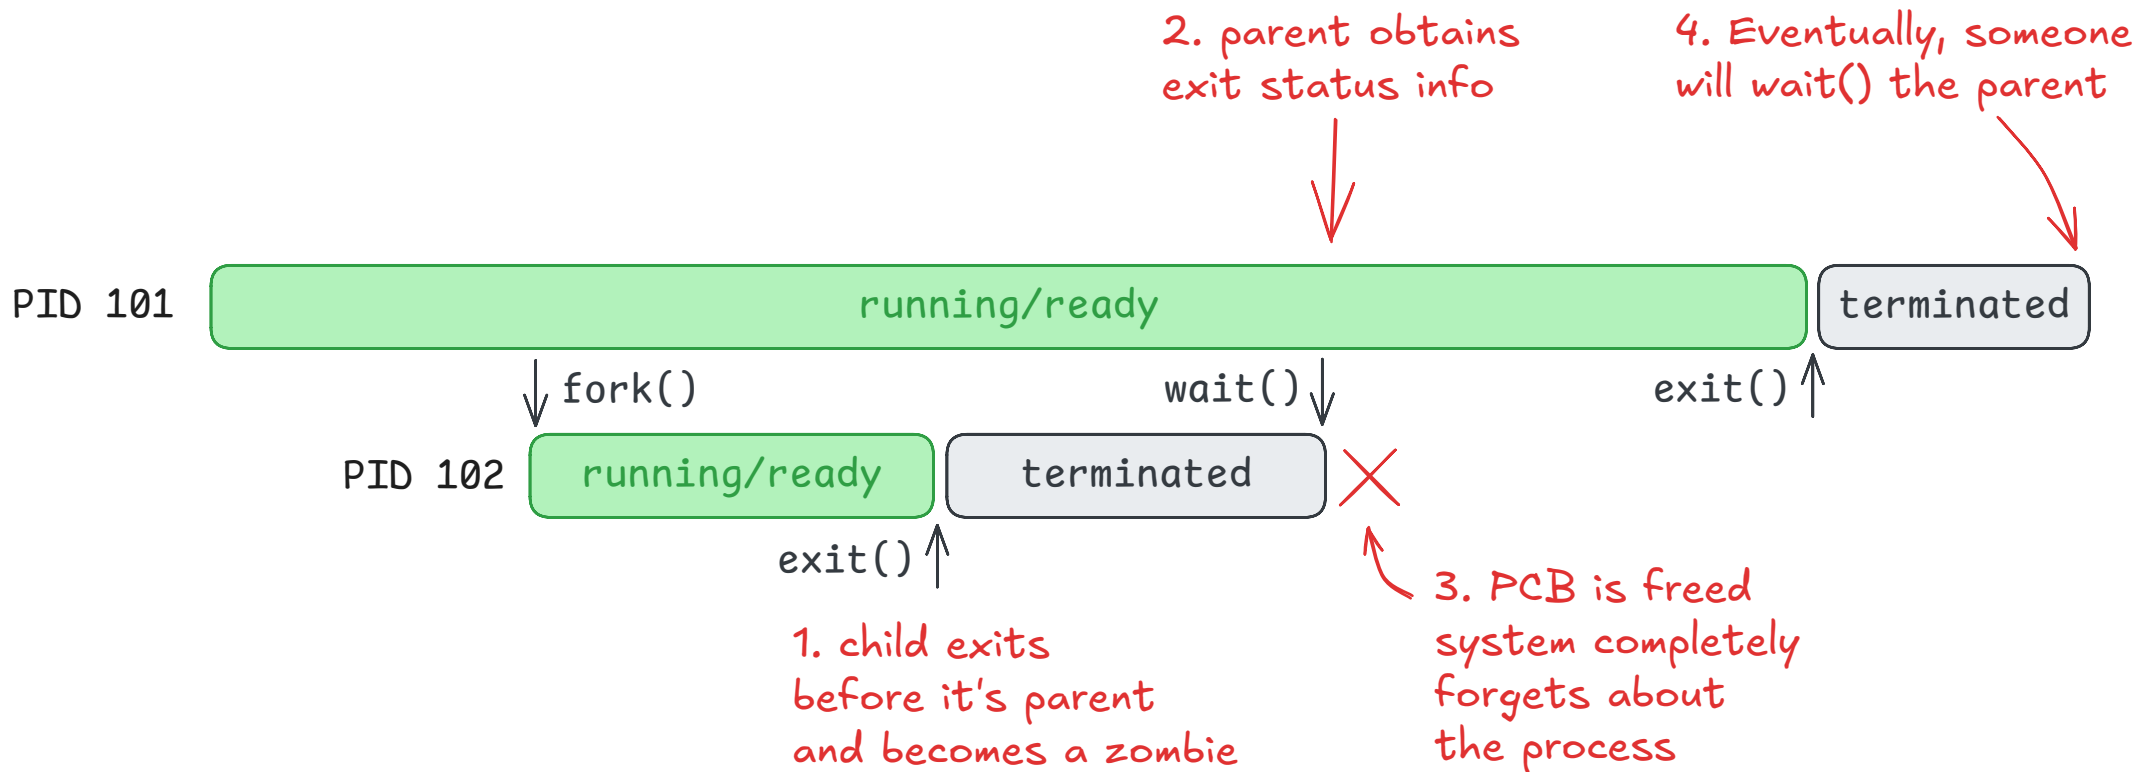 2. parent obtains
exit status info
4. Eventually, someone
will wait() the parent
PID 101
running/ready
terminated
fork()
wait()
exit()
PID 102
running/ready
terminated
exit()
1. child exits
before it's parent
and becomes a zombie
3. PCB is freed
system completely
forgets about
the process